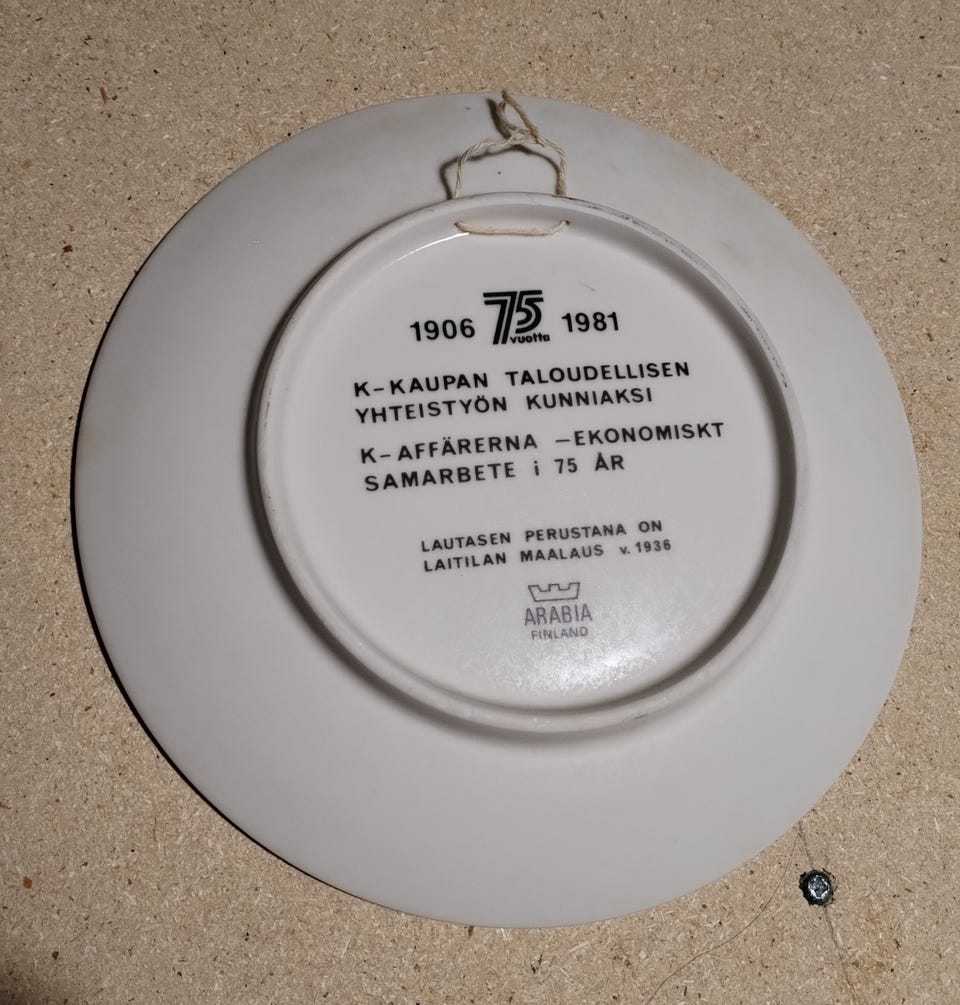 1906 75 vuotta 1981
K-KAUPAN TALOUDELLISEN
YHTEISTYÖN KUNNIAKSI
K-AFFÄRERNA -EKONOMISKT
SAMARBETE i 75 ÅR
LAUTASEN PERUSTANA ON
LAITILAN MAALAUS v. 1936
ARABIA
FINLAND